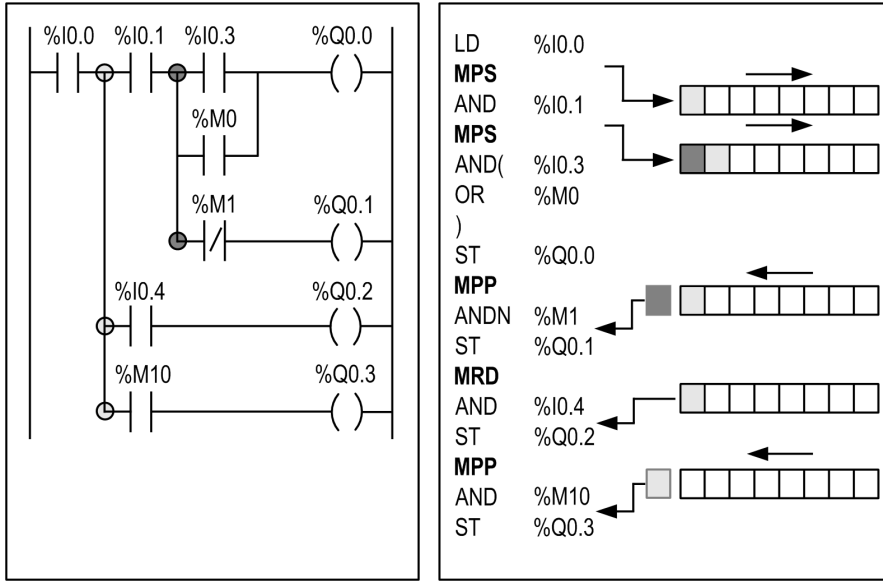 %I0.0 %I0.1 %I0.3 %Q0.0
%M0
%M1 %Q0.1
%I0.4 %Q0.2
%M10 %Q0.3
LD %I0.0
MPS
AND %I0.1
MPS
AND( %I0.3
OR %M0
)
ST %Q0.0
MPP
ANDN %M1
ST %Q0.1
MRD
AND %I0.4
ST %Q0.2
MPP
AND %M10
ST %Q0.3